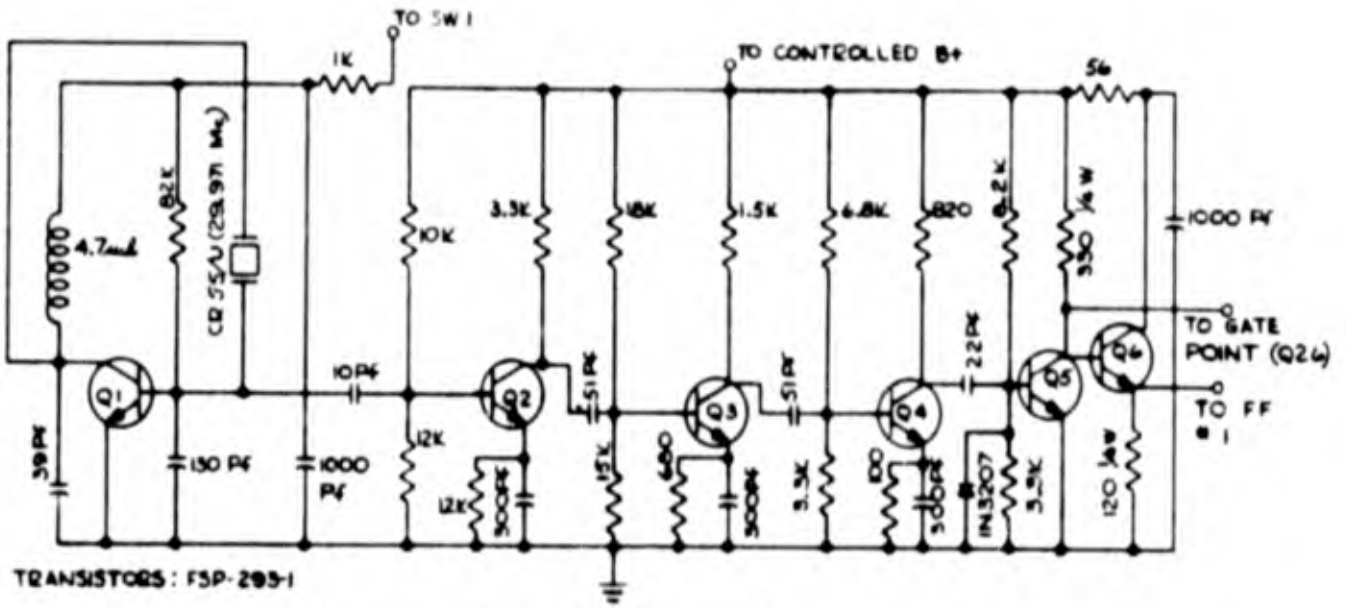 TO SW 1
1K
TO CONTROLLED B+
56
82K
CR 55/U (29.971 Mc)
4.7
10K
3.3K
18K
1.5K
6.8K
820
8.2K
330 1/4W
1000 Pf
TO GATE
POINT (Q26)
TO FF
# 1
Q1
10Pf
Q2
51Pf
Q3
51Pf
Q4
22Pf
Q5
Q6
39Pf
130 Pf
1000
Pf
12K
12K
300Pf
15K
680
300Pf
3.3K
100
300Pf
1N3207
3.3K
120 1/4W
TRANSISTORS: FSP-293-1